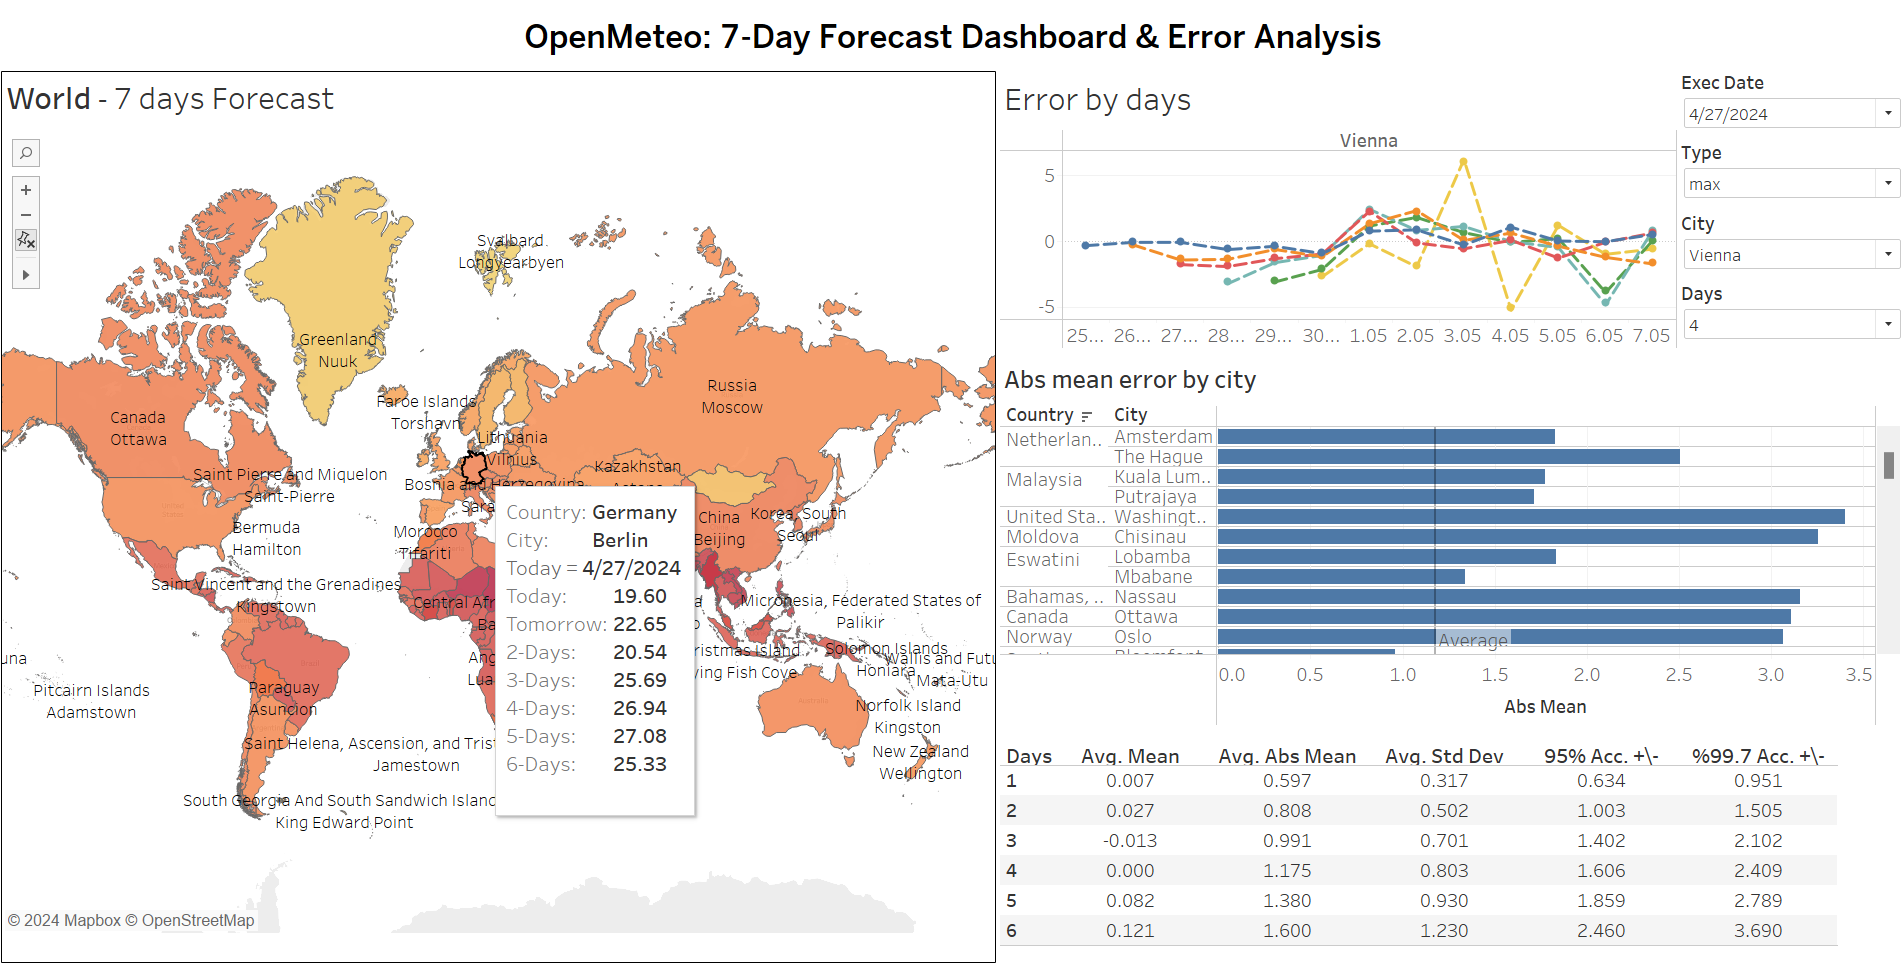 OpenMeteo: 7-Day Forecast Dashboard & Error Analysis
World - 7 days Forecast
Svalbard.
Longyearbyen
Greenland
Nuuk
Canada
Ottawa
Faroe Islands
Torshavn
Russia
Moscow
Lithuania
Vilnius
Kazakhstan
Saint Pierre and Miquelon
Saint-Pierre
Bosnia and Herzegovina
Sara
Bermuda
Hamilton
Morocco
Tifariti
China
Beijing
Korea, South
Seoul
Saint Vincent and the Grenadines
Kingstown
Central Afr
Ba
Micronesia, Federated States of
Palikir
Ang
Lua
ristmas Island
ying Fish Cove
Solomon Islands
Honiara
Wallis and Futu
Mata-Utu
una
Pitcairn Islands
Adamstown
Paraguay
Asuncion
Norfolk Island
Kingston
New Zealand
Wellington
Saint Helena, Ascension, and Trist
Jamestown
South Georgia And South Sandwich Island
King Edward Point
Country: Germany
City: Berlin
Today = 4/27/2024
Today: 19.60
Tomorrow: 22.65
2-Days: 20.54
3-Days: 25.69
4-Days: 26.94
5-Days: 27.08
6-Days: 25.33
© 2024 Mapbox © OpenStreetMap
Error by days
Vienna
5
0
-5
25... 26... 27... 28... 29... 30... 1.05 2.05 3.05 4.05 5.05 6.05 7.05
Exec Date
4/27/2024
Type
max
City
Vienna
Days
4
Abs mean error by city
Country City
Netherlan.. Amsterdam
The Hague
Malaysia Kuala Lum..
Putrajaya
United Sta.. Washingt..
Moldova Chisinau
Eswatini Lobamba
Mbabane
Bahamas, .. Nassau
Canada Ottawa
Norway Oslo
Average
0.0 0.5 1.0 1.5 2.0 2.5 3.0 3.5
Abs Mean
Days Avg. Mean Avg. Abs Mean Avg. Std Dev 95% Acc. +\- %99.7 Acc. +\-
1 0.007 0.597 0.317 0.634 0.951
2 0.027 0.808 0.502 1.003 1.505
3 -0.013 0.991 0.701 1.402 2.102
4 0.000 1.175 0.803 1.606 2.409
5 0.082 1.380 0.930 1.859 2.789
6 0.121 1.600 1.230 2.460 3.690